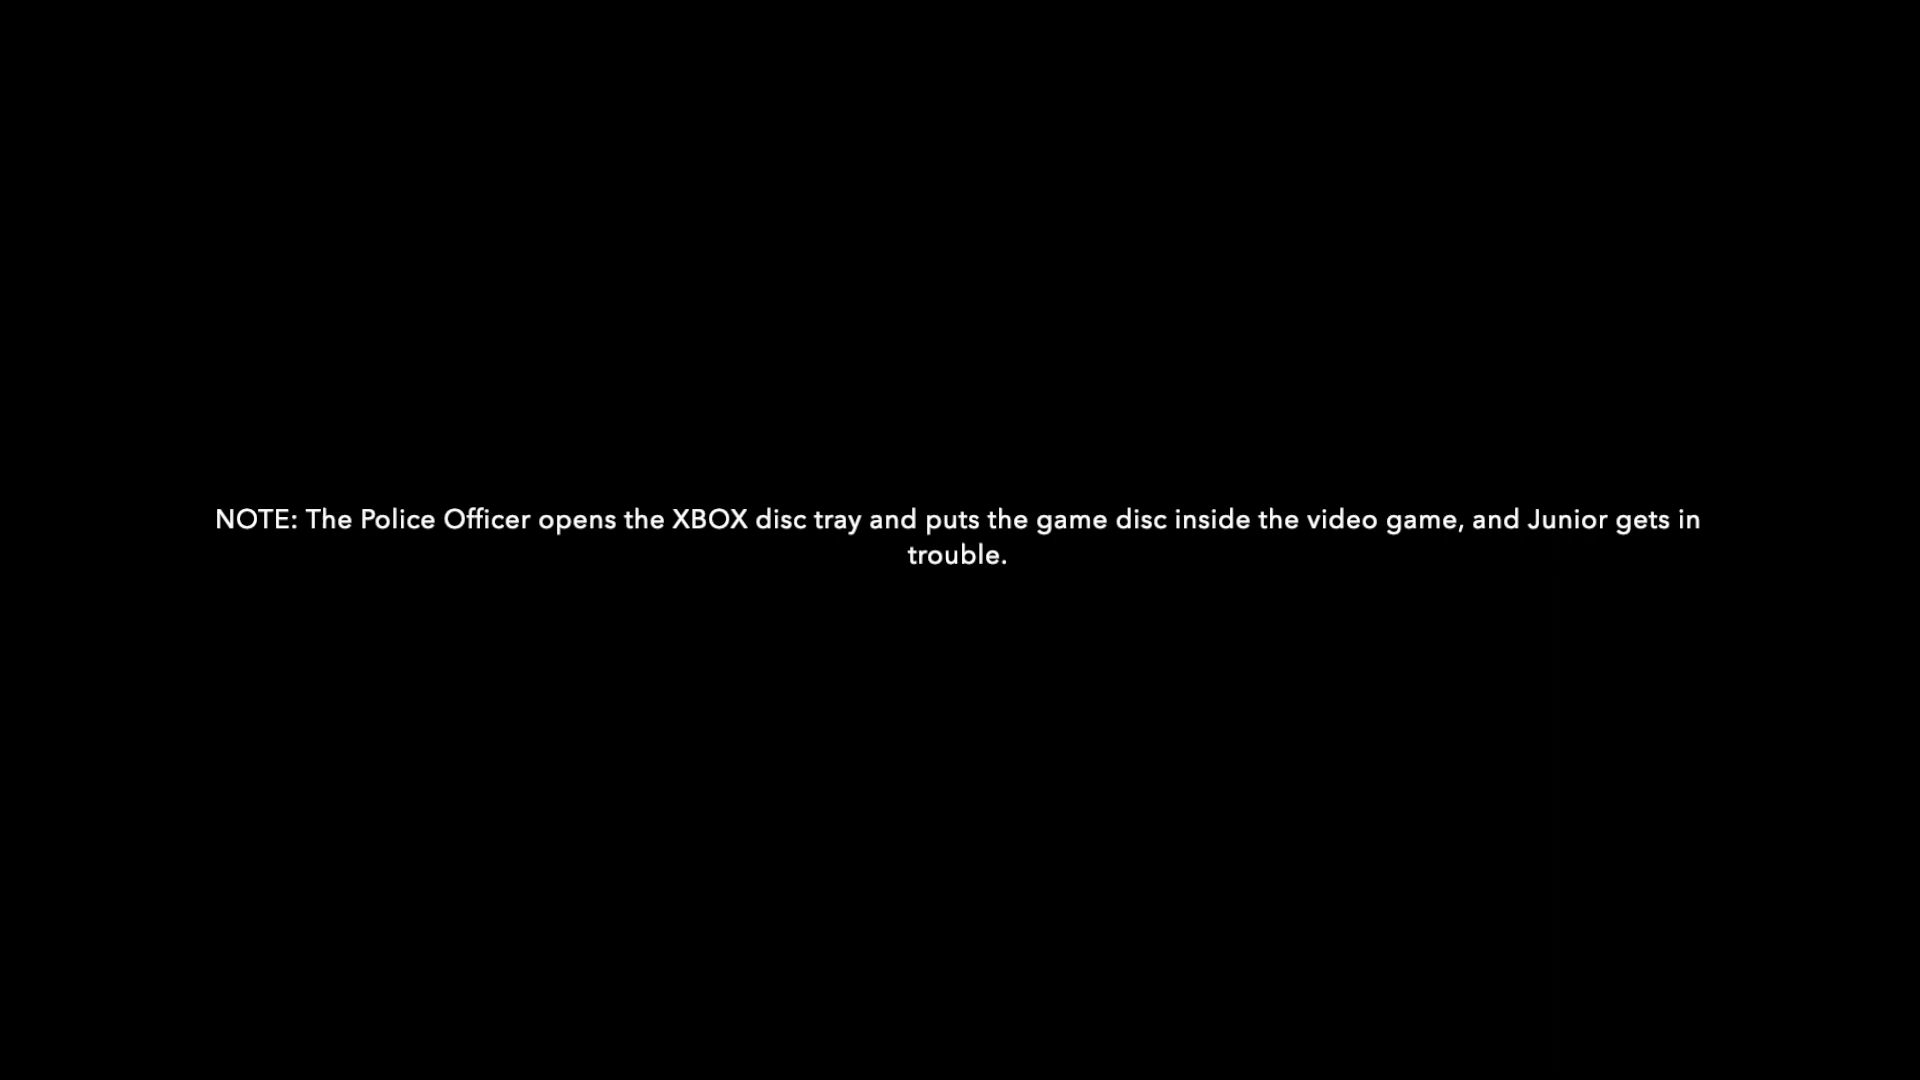 NOTE: The Police Officer opens the XBOX disc tray and puts the game disc inside the video game, and Junior gets in
trouble.